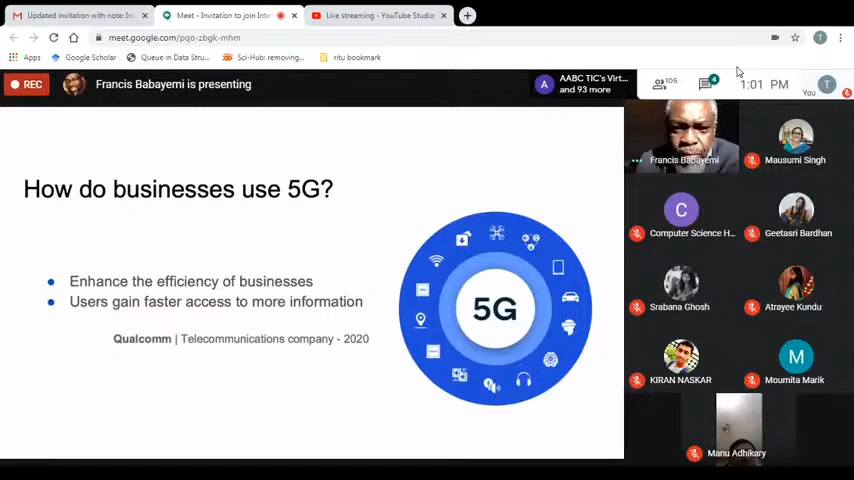 Updated invitation with note: In
Meet - Invitation to join Inte
Live streaming - YouTube Studio
meet.google.com/pqo-zbgk-mhm
T
Apps
Google Scholar
Queue in Data Stru...
Sci-Hub: removing...
ritu bookmark
REC
Francis Babayemi is presenting
A
AABC TIC's Virt...
and 93 more
105
4
1:01 PM
You
T
How do businesses use 5G?
Enhance the efficiency of businesses
Users gain faster access to more information
Qualcomm | Telecommunications company - 2020
5G
Francis Babayemi
Mausumi Singh
C
Computer Science H...
Geetasri Bardhan
Srabana Ghosh
Atrayee Kundu
KIRAN NASKAR
M
Moumita Marik
Manu Adhikary